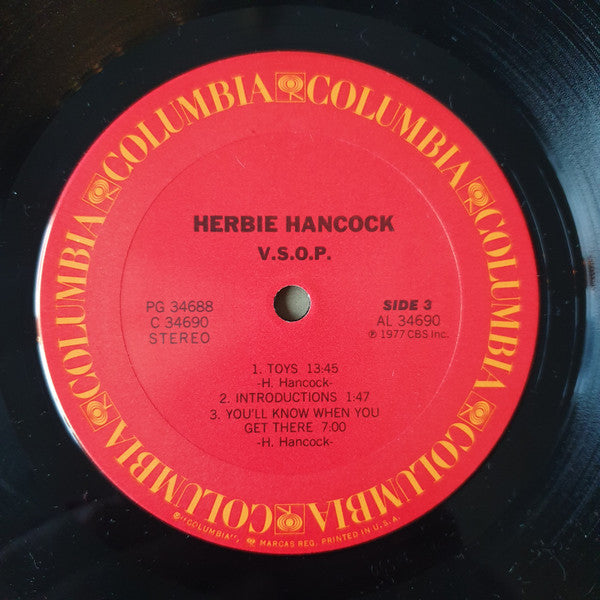 COLUMBIA COLUMBIA COLUMBIA COLUMBIA COLUMBIA COLUMBIA
HERBIE HANCOCK
V.S.O.P.
PG 34688
C 34690
STEREO
SIDE 3
AL 34690
℗ 1977 CBS Inc.
1. TOYS 13:45
-H. Hancock-
2. INTRODUCTIONS 1:47
3. YOU'LL KNOW WHEN YOU
GET THERE 7:00
-H. Hancock-
MARCAS REG. PRINTED IN U.S.A.